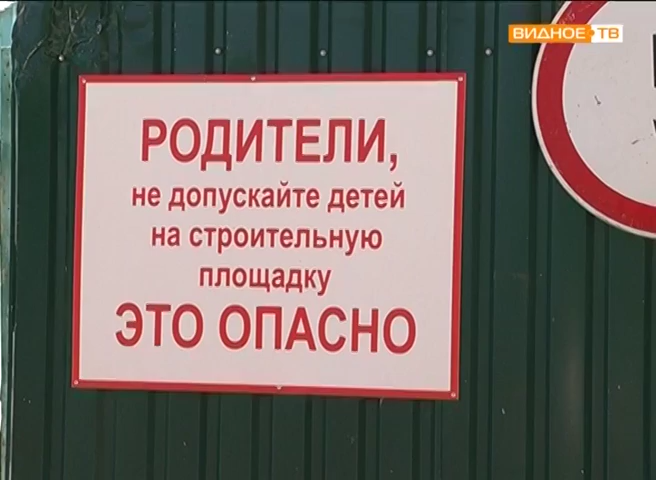 ВИДНОЕ ТВ
РОДИТЕЛИ,
не допускайте детей
на строительную
площадку
ЭТО ОПАСНО